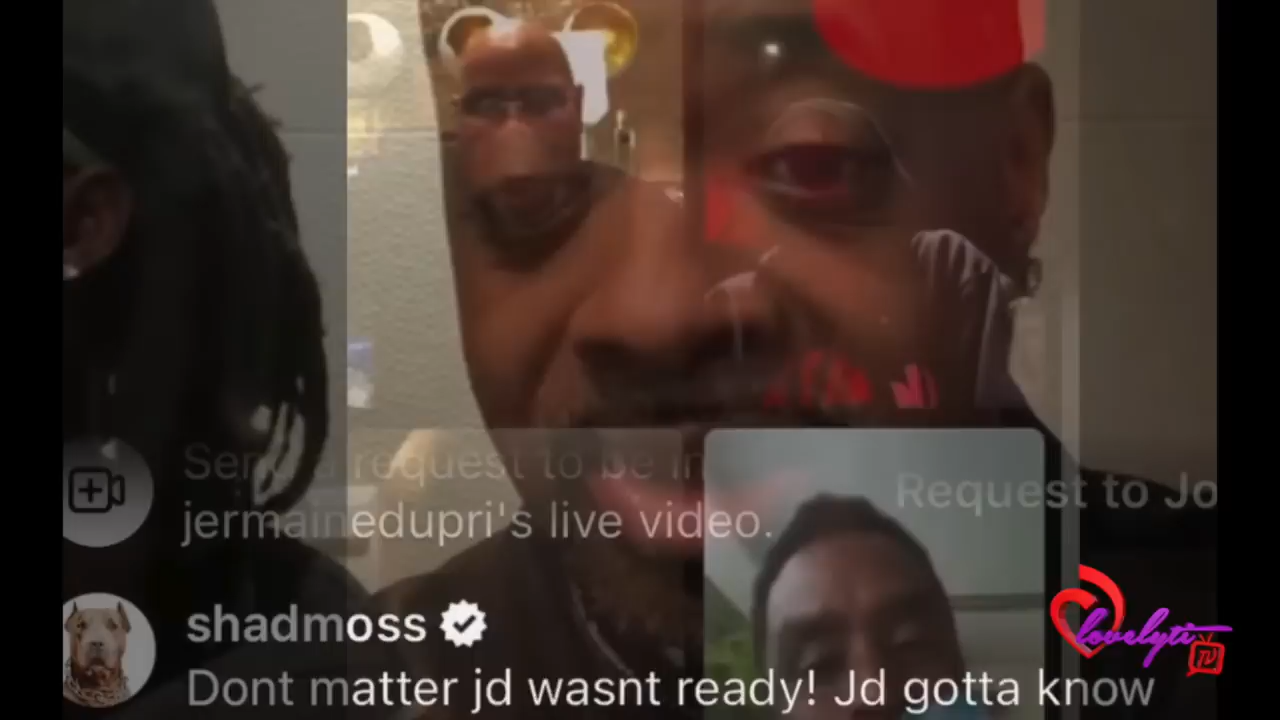 Send a request to be in
jermainedupri's live video.
Request to Jo
shadmoss
Dont matter jd wasnt ready! Jd gotta know
lovelyti
TV